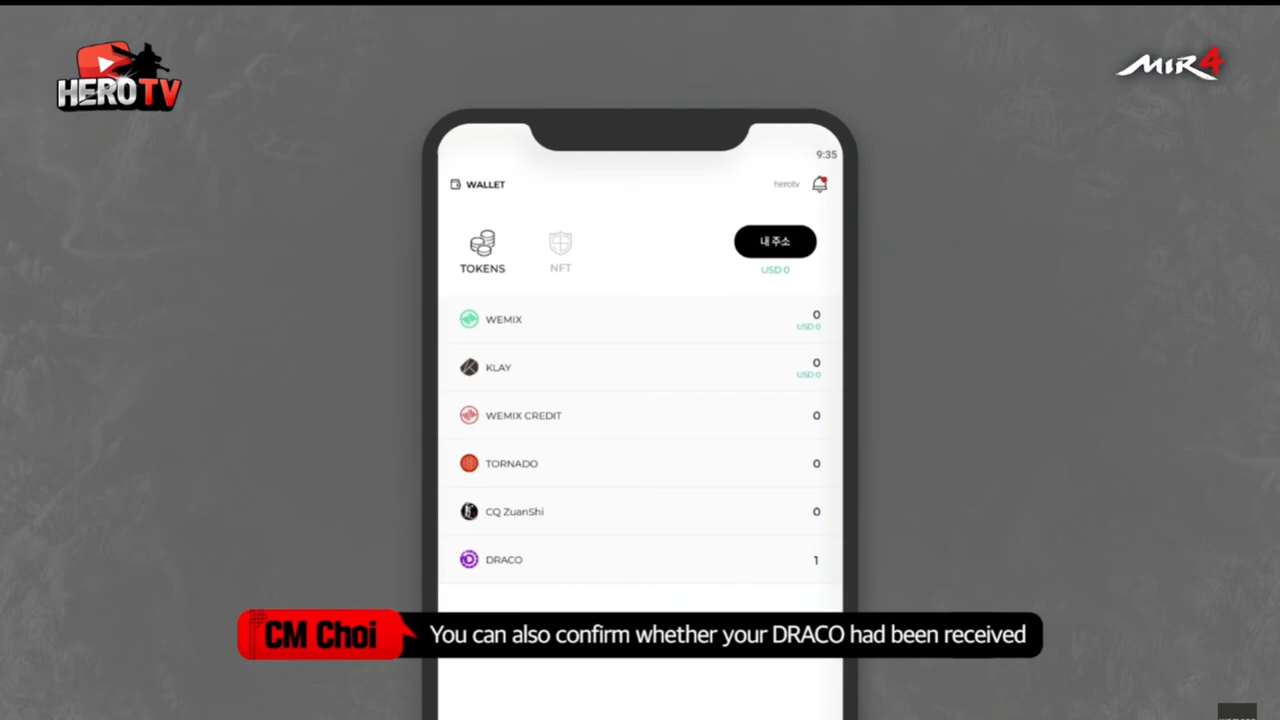 HERO TV
MIR4
9:35
WALLET
herotv
TOKENS
NFT
내 주소
USD 0
WEMIX
0
USD 0
KLAY
0
USD 0
WEMIX CREDIT
0
TORNADO
0
CQ ZuanShi
0
DRACO
1
CM Choi
You can also confirm whether your DRACO had been received